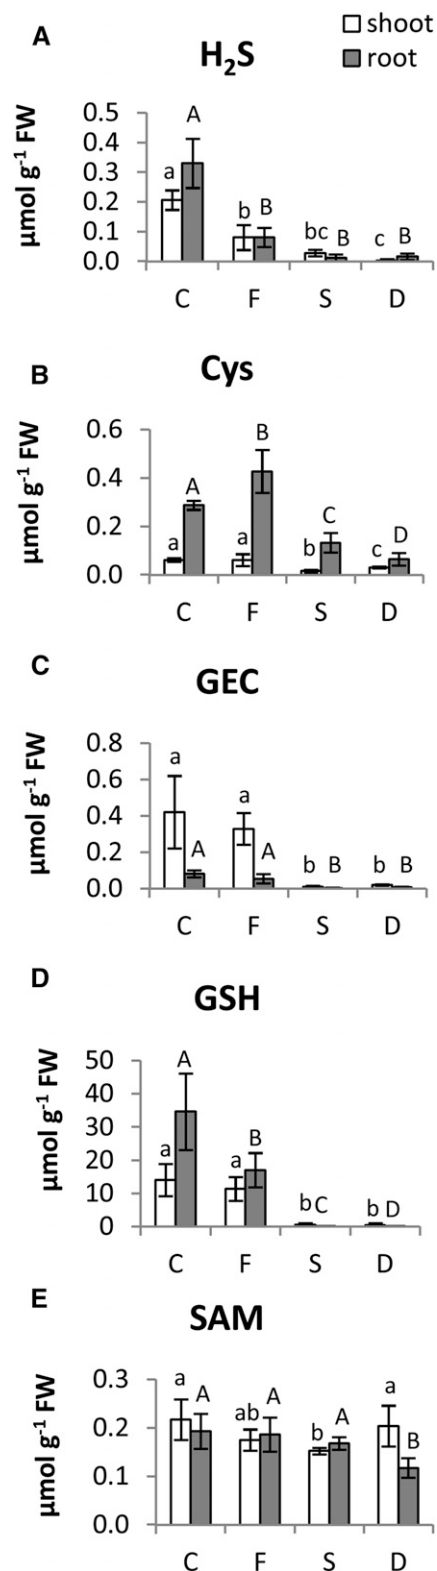 A
H₂S
shoot
root
µmol g⁻¹ FW
0.5
0.4
0.3
0.2
0.1
0.0
a A b B bc B c B
C F S D
B
Cys
µmol g⁻¹ FW
0.6
0.4
0.2
0.0
a A a B b C c D
C F S D
C
GEC
µmol g⁻¹ FW
0.8
0.6
0.4
0.2
0.0
a A a A b B b B
C F S D
D
GSH
µmol g⁻¹ FW
50
40
30
20
10
0
a A a B b C b D
C F S D
E
SAM
µmol g⁻¹ FW
0.3
0.2
0.1
0.0
a A ab A b A a B
C F S D